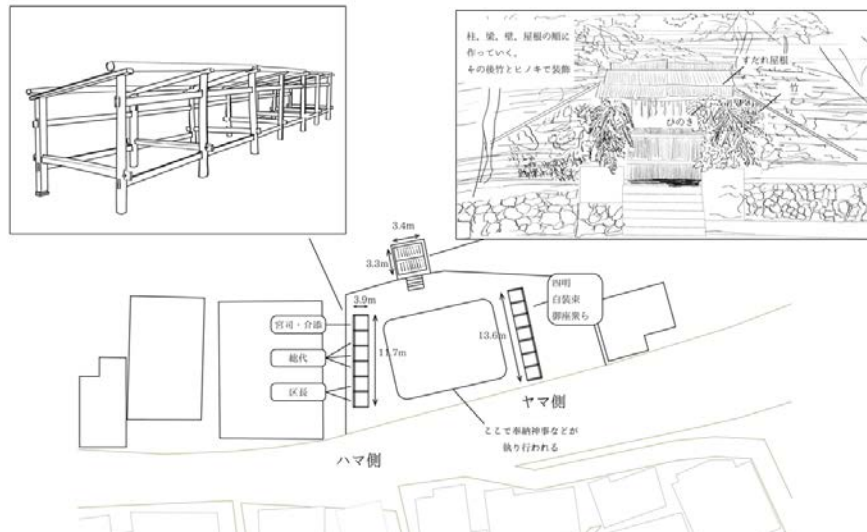 柱、梁、壁、屋根の順に
作っていく。
その後竹とヒノキで装飾
すだれ屋根
竹
ひのき
3.4m
3.3m
3.9m
宮司・介添
総代
区長
11.7m
13.6m
四明
白装束
御座衆ら
ヤマ側
ここで奉納神事などが
執り行われる
ハマ側